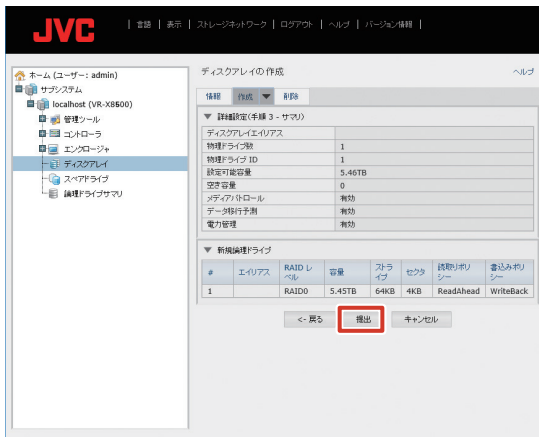 JVC
| 言語 | 表示 | ストレージネットワーク | ログアウト | ヘルプ | バージョン情報 |
ホーム (ユーザー: admin)
サブシステム
localhost (VR-X8600)
管理ツール
コントローラ
エンクロージャ
ディスクアレイ
スペアドライブ
論理ドライブサマリ
ディスクアレイの作成 ヘルプ
情報 作成 削除
詳細設定(手順 3 - サマリ)
ディスクアレイエイリアス
物理ドライブ数 1
物理ドライブ ID 1
設定可能容量 5.46TB
空き容量 0
メディアパトロール 有効
データ移行予測 有効
電力管理 有効
新規論理ドライブ
# エイリアス RAID レベル 容量 ストライプ セクタ 読取りポリシー 書込みポリシー
1 RAID0 5.45TB 64KB 4KB ReadAhead WriteBack
<- 戻る 提出 キャンセル